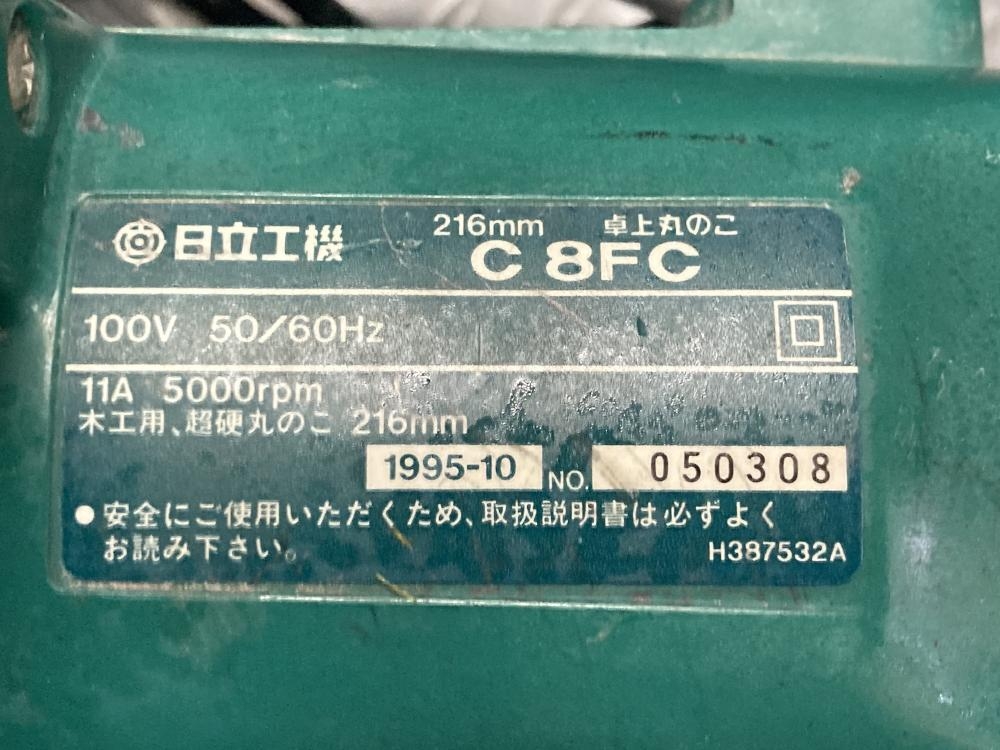 日立工機
216mm 卓上丸のこ
C 8FC
100V 50/60Hz
11A 5000rpm
木工用、超硬丸のこ 216mm
1995-10 NO. 050308
●安全にご使用いただくため、取扱説明書は必ずよく
お読み下さい。
H387532A